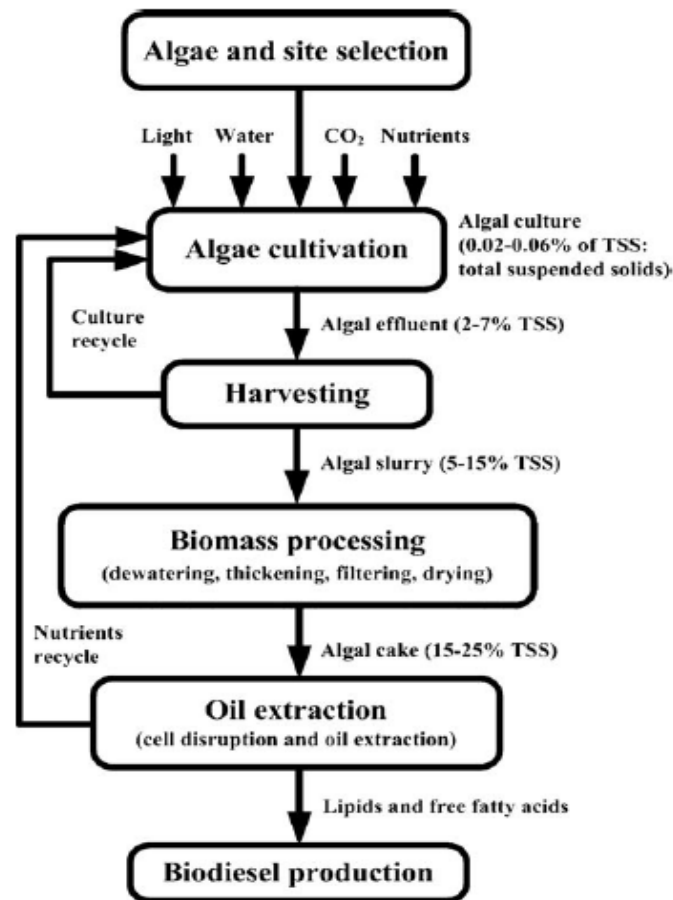 Algae and site selection
Light Water CO₂ Nutrients
Algae cultivation
Algal culture
(0.02-0.06% of TSS:
total suspended solids)
Culture
recycle
Algal effluent (2-7% TSS)
Harvesting
Algal slurry (5-15% TSS)
Biomass processing
(dewatering, thickening, filtering, drying)
Nutrients
recycle
Algal cake (15-25% TSS)
Oil extraction
(cell disruption and oil extraction)
Lipids and free fatty acids
Biodiesel production